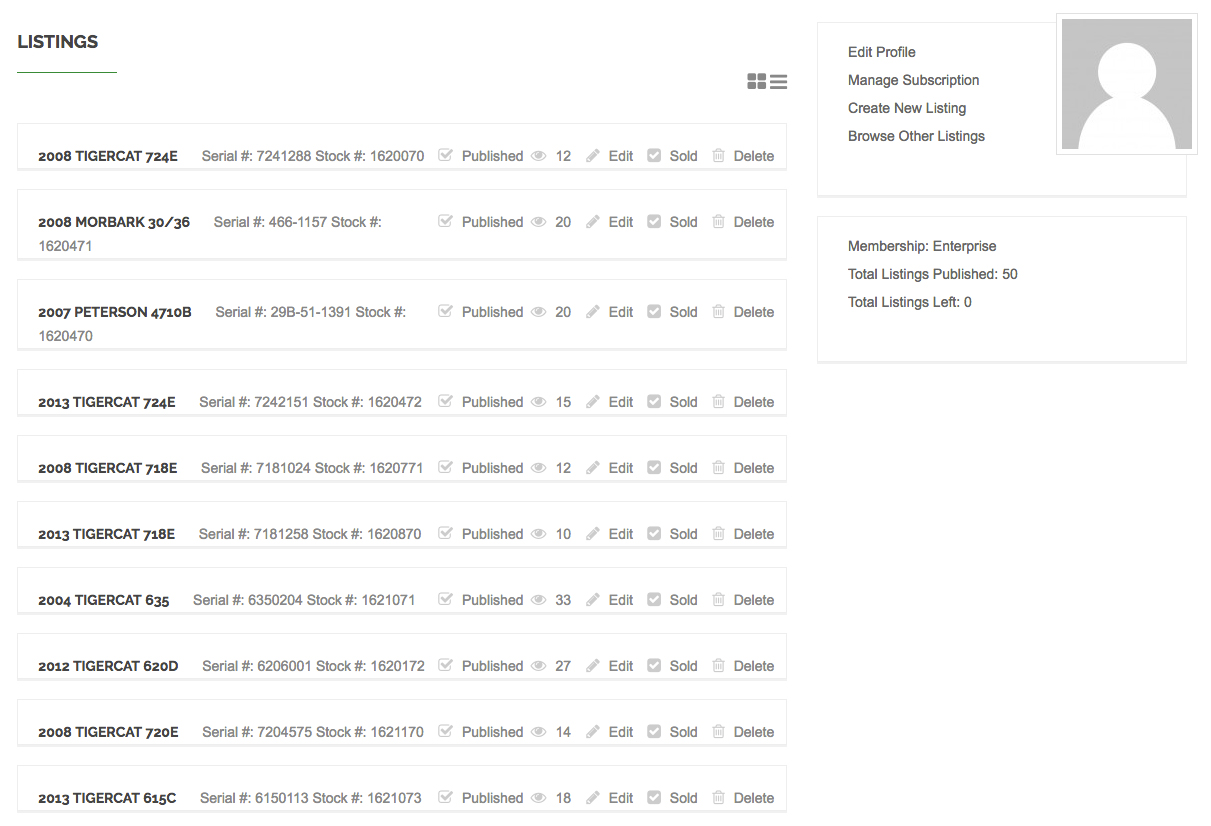 LISTINGS
2008 TIGERCAT 724E Serial #: 7241288 Stock #: 1620070 Published 12 Edit Sold Delete
2008 MORBARK 30/36 Serial #: 466-1157 Stock #: Published 20 Edit Sold Delete
1620471
2007 PETERSON 4710B Serial #: 29B-51-1391 Stock #: Published 20 Edit Sold Delete
1620470
2013 TIGERCAT 724E Serial #: 7242151 Stock #: 1620472 Published 15 Edit Sold Delete
2008 TIGERCAT 718E Serial #: 7181024 Stock #: 1620771 Published 12 Edit Sold Delete
2013 TIGERCAT 718E Serial #: 7181258 Stock #: 1620870 Published 10 Edit Sold Delete
2004 TIGERCAT 635 Serial #: 6350204 Stock #: 1621071 Published 33 Edit Sold Delete
2012 TIGERCAT 620D Serial #: 6206001 Stock #: 1620172 Published 27 Edit Sold Delete
2008 TIGERCAT 720E Serial #: 7204575 Stock #: 1621170 Published 14 Edit Sold Delete
2013 TIGERCAT 615C Serial #: 6150113 Stock #: 1621073 Published 18 Edit Sold Delete
Edit Profile
Manage Subscription
Create New Listing
Browse Other Listings
Membership: Enterprise
Total Listings Published: 50
Total Listings Left: 0